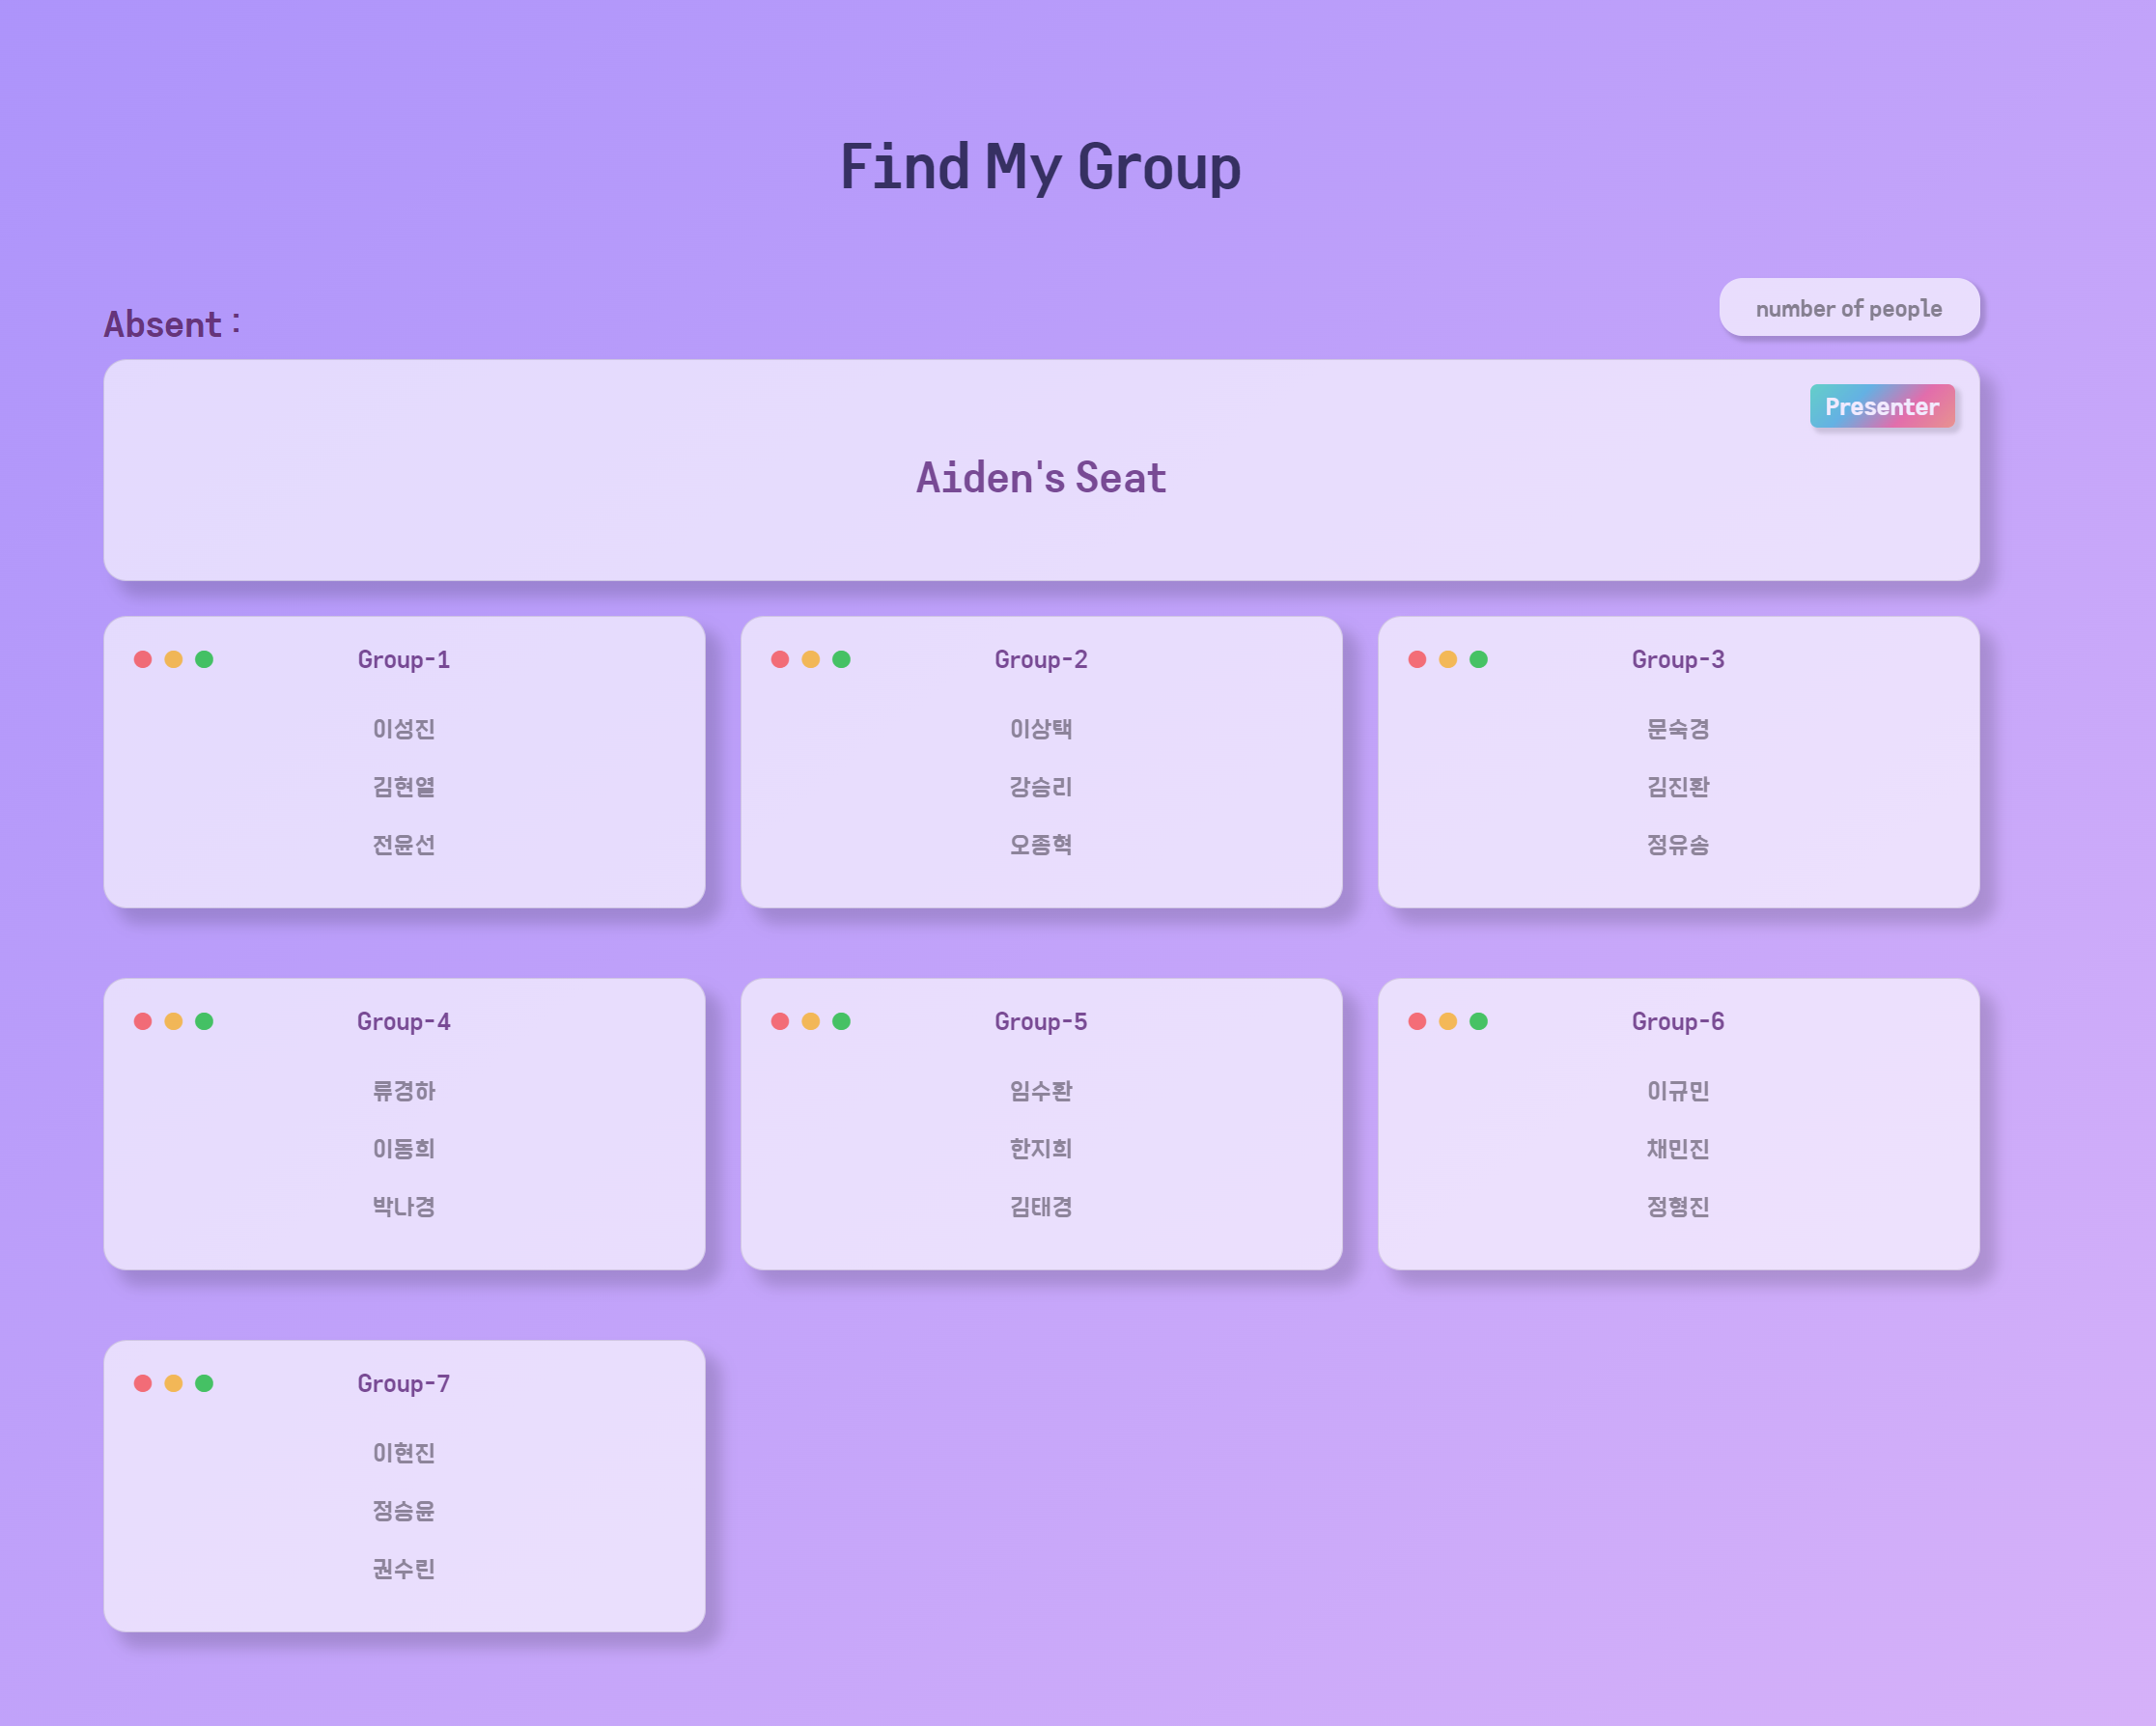 Find My Group
Absent :
number of people
Presenter
Aiden's Seat
Group-1
이성진
김현열
전윤선
Group-2
이상택
강승리
오종혁
Group-3
문숙경
김진환
정유송
Group-4
류경하
이동희
박나경
Group-5
임수환
한지희
김태경
Group-6
이규민
채민진
정형진
Group-7
이현진
정승윤
권수린